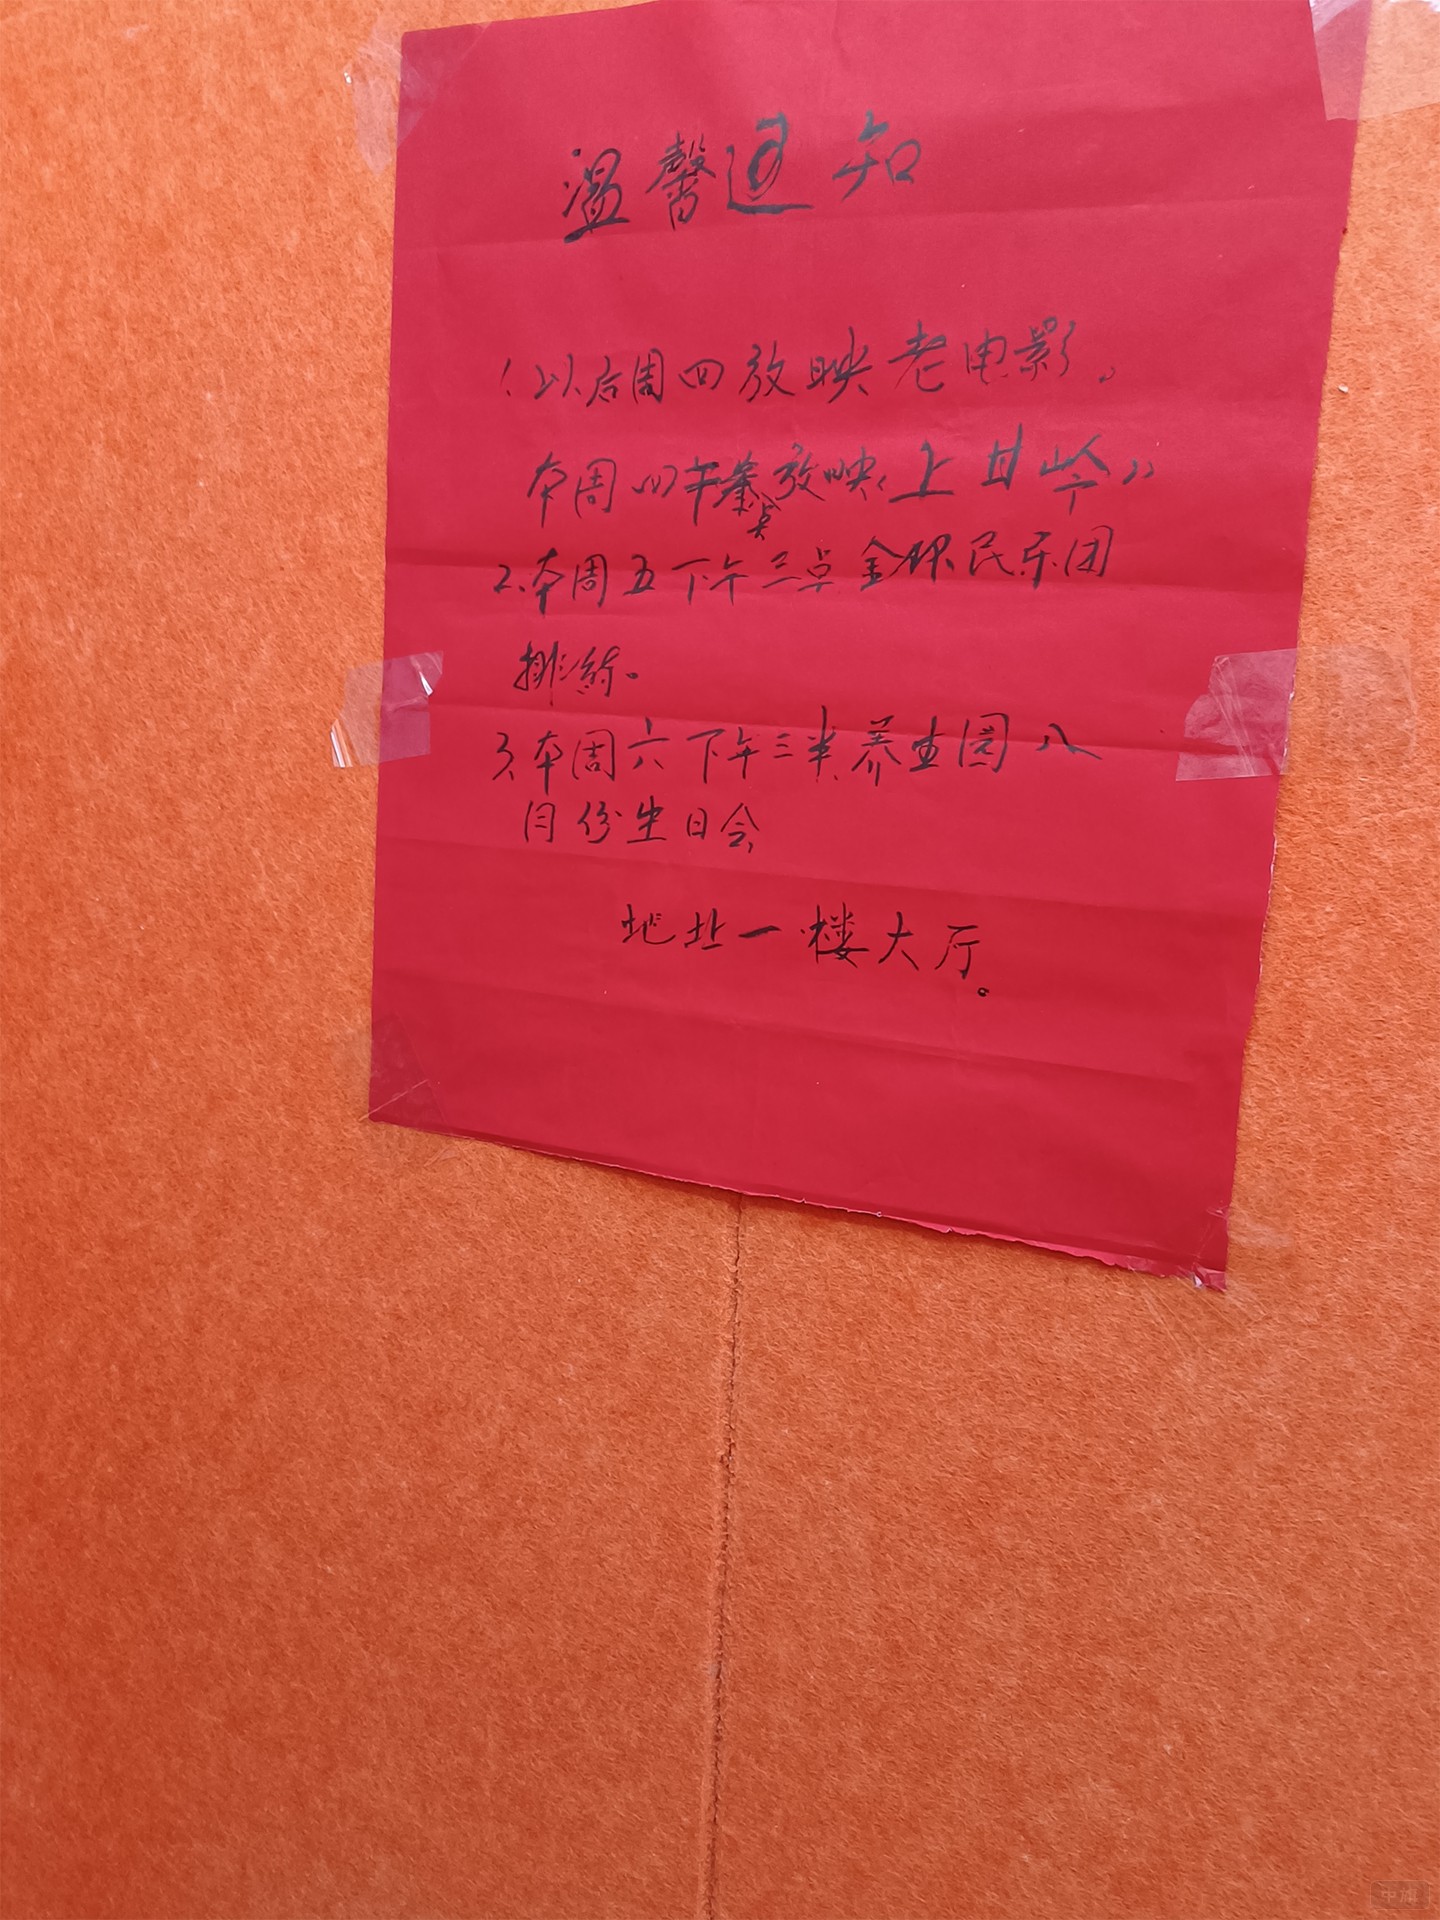 温馨通知
1、以后周四放映老电影。
本周四午放映《上甘岭》
点
2、本周五下午三点金环民乐团
排练。
3、本周六下午三半养生园八
月份生日会
地址一楼大厅。